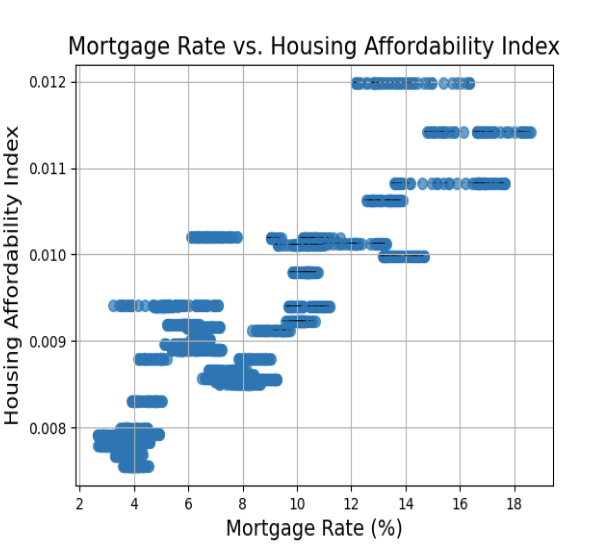 Mortgage Rate vs. Housing Affordability Index
0.012
0.011
0.010
0.009
0.008
Housing Affordability Index
2 4 6 8 10 12 14 16 18
Mortgage Rate (%)